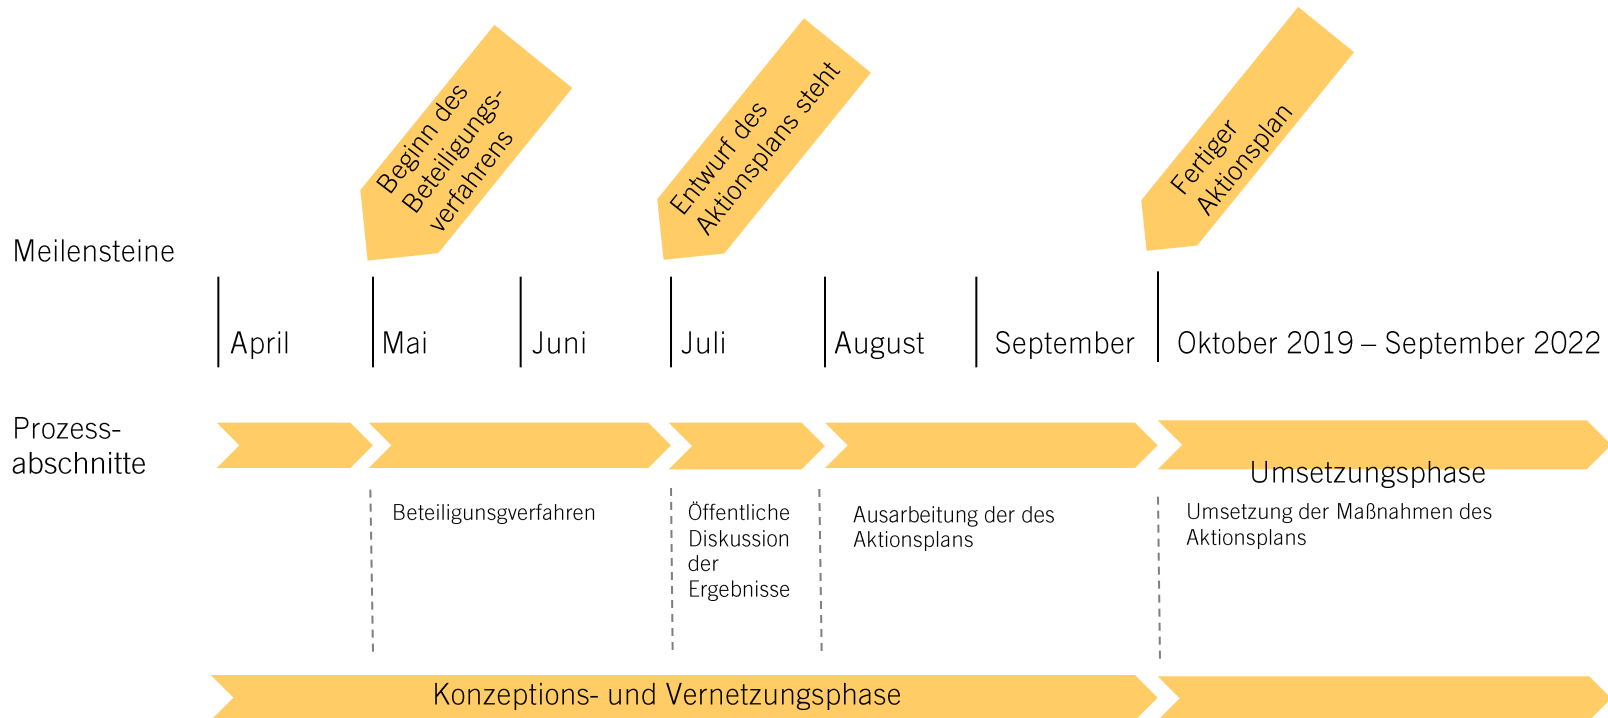 Beginn des
Beteiligungs-
verfahrens
Entwurf des
Aktionsplans steht
Fertiger
Aktionsplan
Meilensteine
April
Mai
Juni
Juli
August
September
Oktober 2019 – September 2022
Prozess-
abschnitte
Umsetzungsphase
Beteiligunsgverfahren
Öffentliche
Diskussion
der
Ergebnisse
Ausarbeitung der des
Aktionsplans
Umsetzung der Maßnahmen des
Aktionsplans
Konzeptions- und Vernetzungsphase